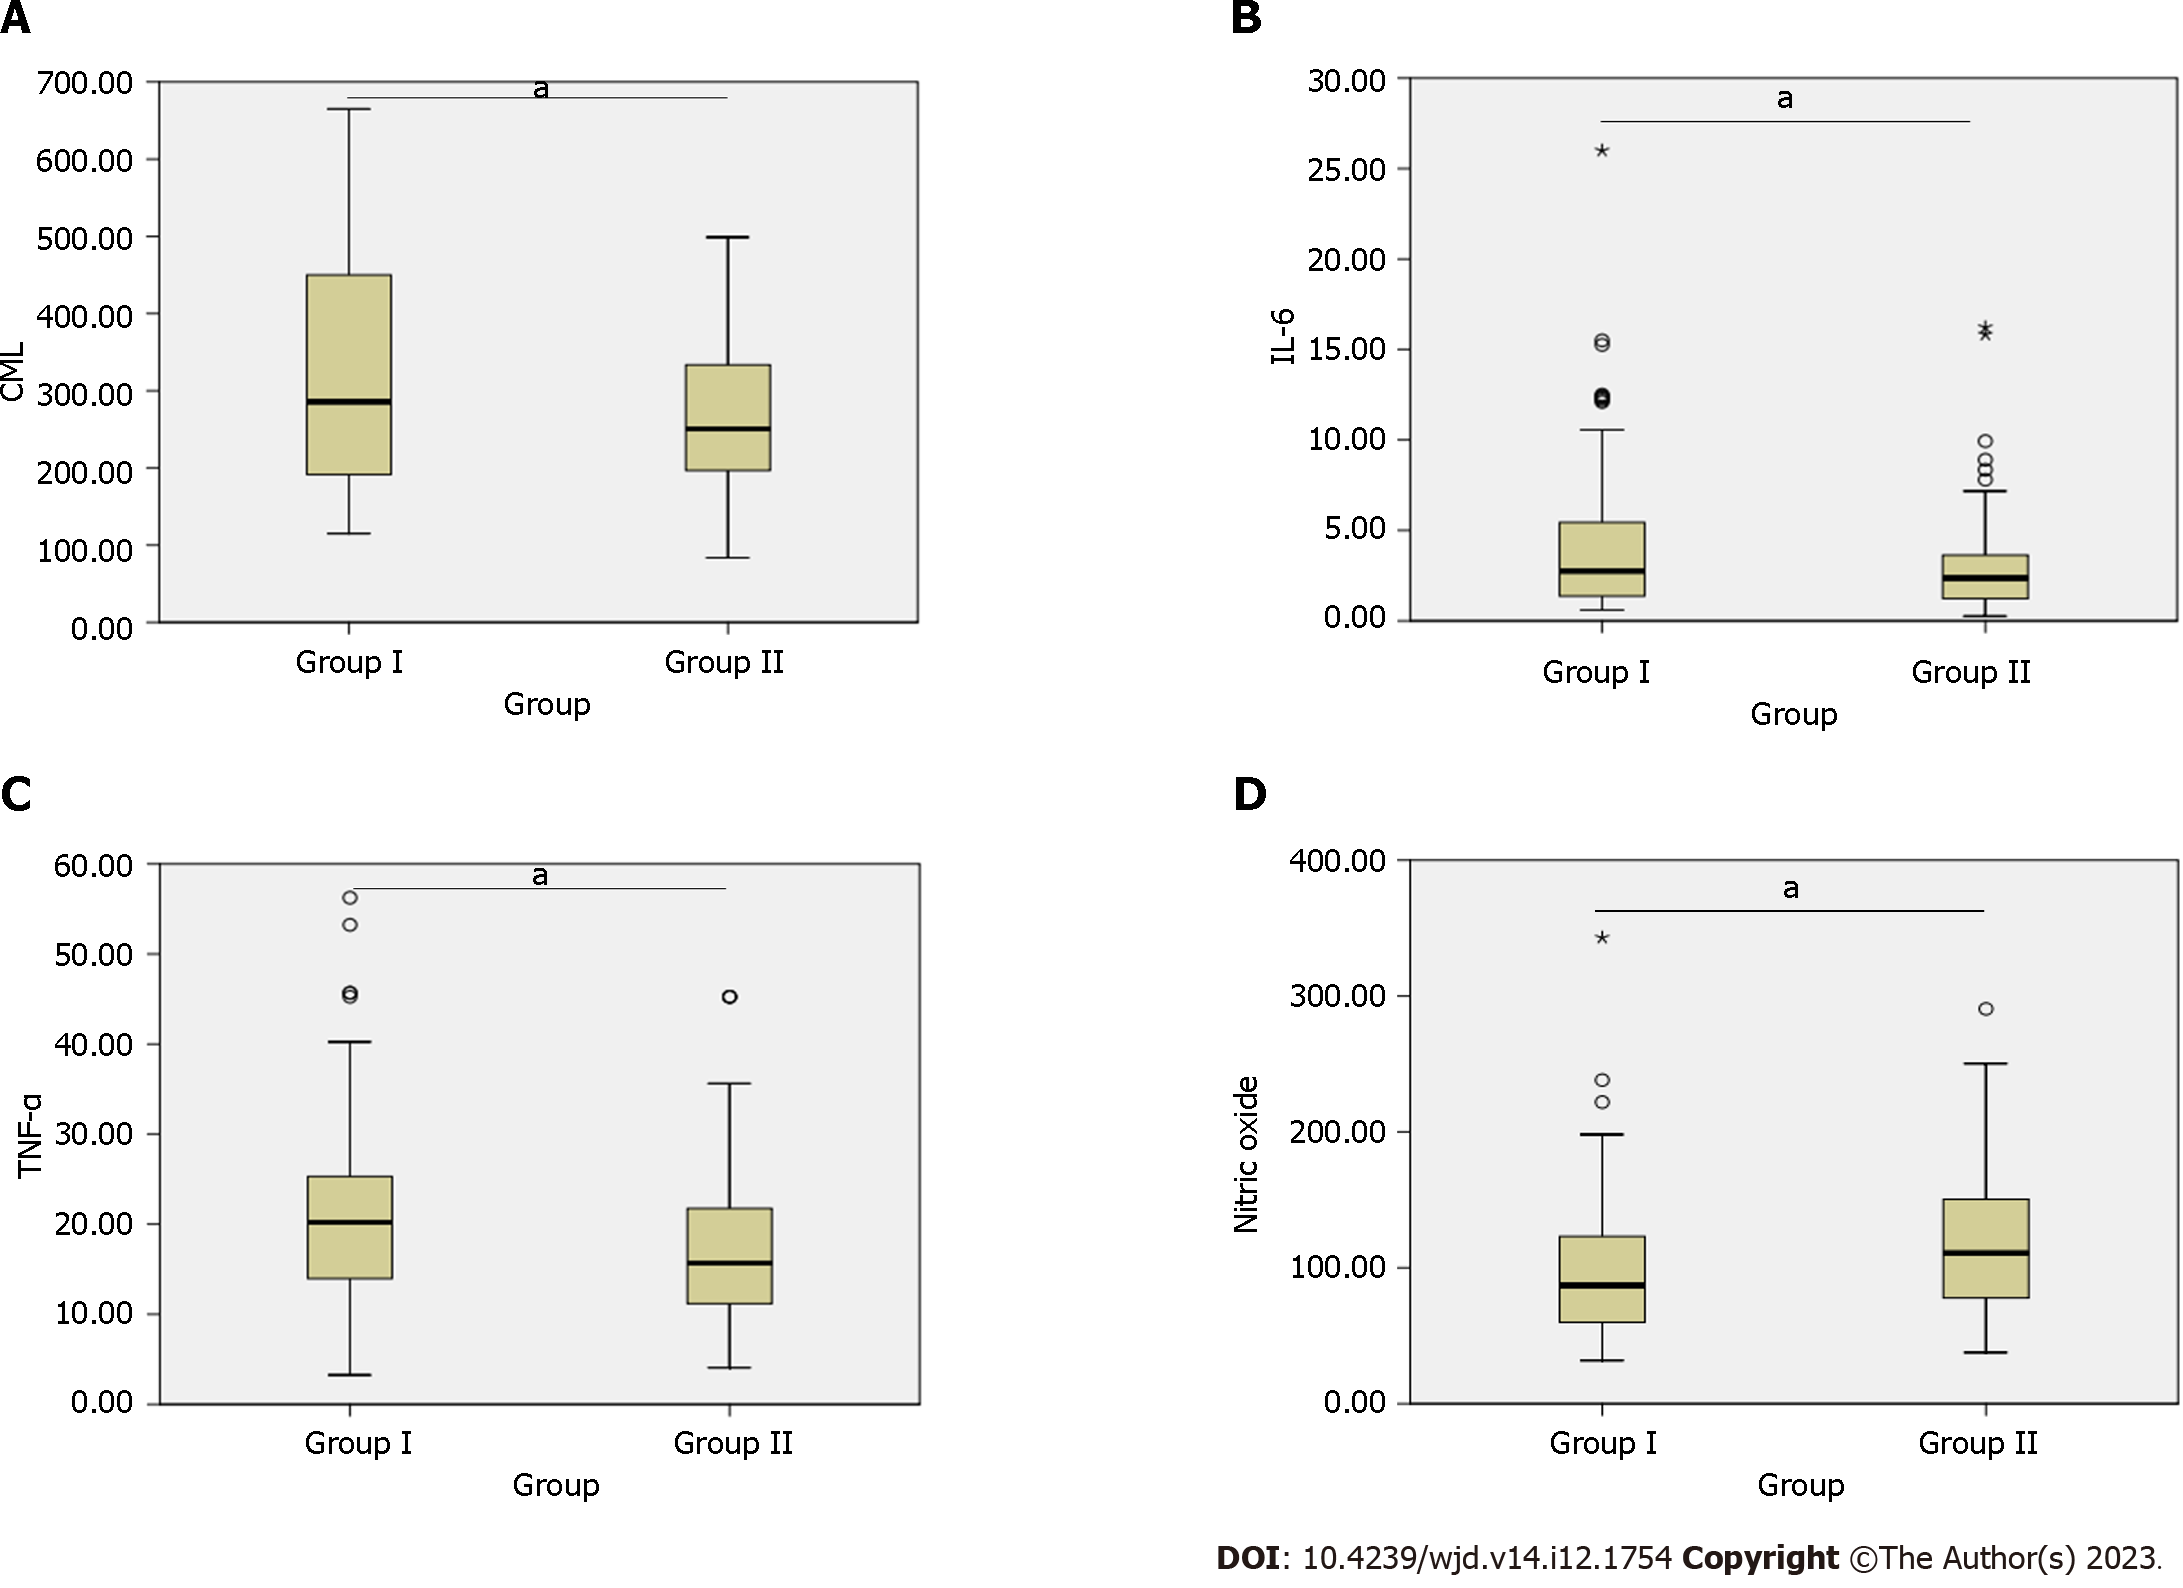 A
700.00
600.00
500.00
400.00
300.00
200.00
100.00
0.00
CML
a
Group I Group II
Group
B
30.00
25.00
20.00
15.00
10.00
5.00
0.00
IL-6
a
Group I Group II
Group
C
60.00
50.00
40.00
30.00
20.00
10.00
0.00
TNF-α
a
Group I Group II
Group
D
400.00
300.00
200.00
100.00
0.00
Nitric oxide
a
Group I Group II
Group
DOI: 10.4239/wjd.v14.i12.1754 Copyright ©The Author(s) 2023.